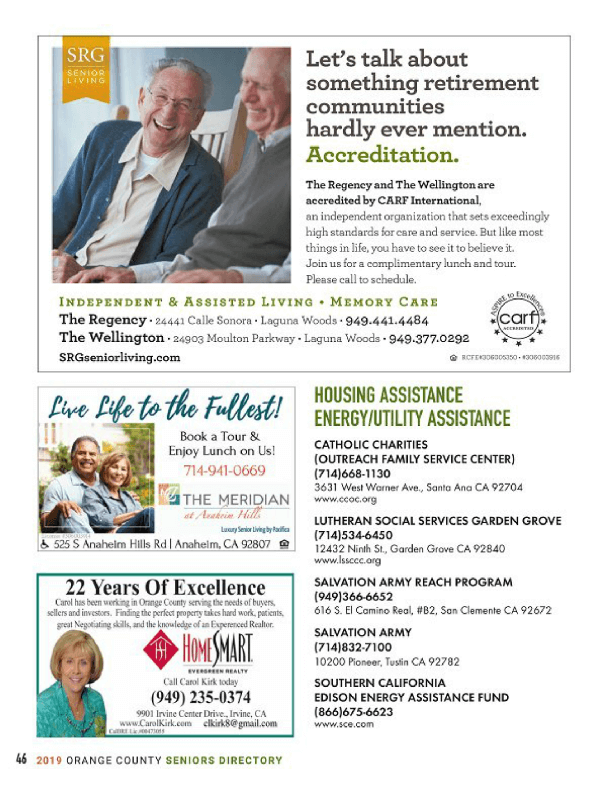 SRG
SENIOR
LIVING
Let's talk about
something retirement
communities
hardly ever mention.
Accreditation.
The Regency and The Wellington are
accredited by CARF International,
an independent organization that sets exceedingly
high standards for care and service. But like most
things in life, you have to see it to believe it.
Join us for a complimentary lunch and tour.
Please call to schedule.
INDEPENDENT & ASSISTED LIVING • MEMORY CARE
The Regency • 24441 Calle Sonora • Laguna Woods • 949.441.4484
The Wellington • 24903 Moulton Parkway • Laguna Woods • 949.377.0292
SRGseniorliving.com
ASPIRE to Excellence
carf
ACCREDITED
RCFE#306005350 • #306003916
Live Life to the Fullest!
Book a Tour &
Enjoy Lunch on Us!
714-941-0669
THE MERIDIAN
at Anaheim Hills
Luxury Senior Living by Pacifica
525 S Anaheim Hills Rd | Anaheim, CA 92807
22 Years Of Excellence
Carol has been working in Orange County serving the needs of buyers,
sellers and investors. Finding the perfect property takes hard work, patients,
great Negotiating skills, and the knowledge of an Experenced Realtor.
HOMESMART
EVERGREEN REALTY
Call Carol Kirk today
(949) 235-0374
9901 Irvine Center Drive., Irvine, CA
www.CarolKirk.com clkirk8@gmail.com
HOUSING ASSISTANCE
ENERGY/UTILITY ASSISTANCE
CATHOLIC CHARITIES
(OUTREACH FAMILY SERVICE CENTER)
(714)668-1130
3631 West Warner Ave., Santa Ana CA 92704
www.ccoc.org
LUTHERAN SOCIAL SERVICES GARDEN GROVE
(714)534-6450
12432 Ninth St., Garden Grove CA 92840
www.lssccc.org
SALVATION ARMY REACH PROGRAM
(949)366-6652
616 S. El Camino Real, #B2, San Clemente CA 92672
SALVATION ARMY
(714)832-7100
10200 Pioneer, Tustin CA 92782
SOUTHERN CALIFORNIA
EDISON ENERGY ASSISTANCE FUND
(866)675-6623
www.sce.com
46 2019 ORANGE COUNTY SENIORS DIRECTORY